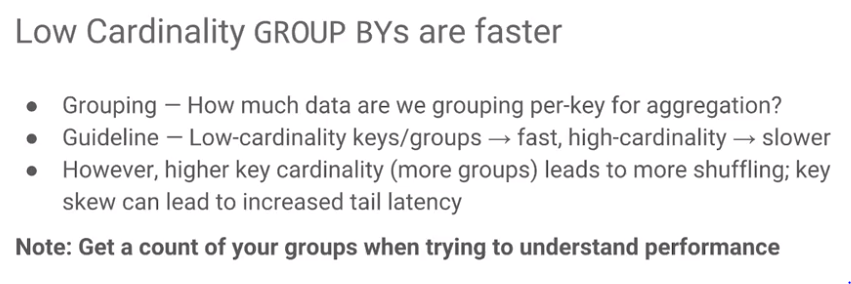 Low Cardinality GROUP BYs are faster
● Grouping — How much data are we grouping per-key for aggregation?
● Guideline — Low-cardinality keys/groups → fast, high-cardinality → slower
● However, higher key cardinality (more groups) leads to more shuffling; key
skew can lead to increased tail latency
Note: Get a count of your groups when trying to understand performance